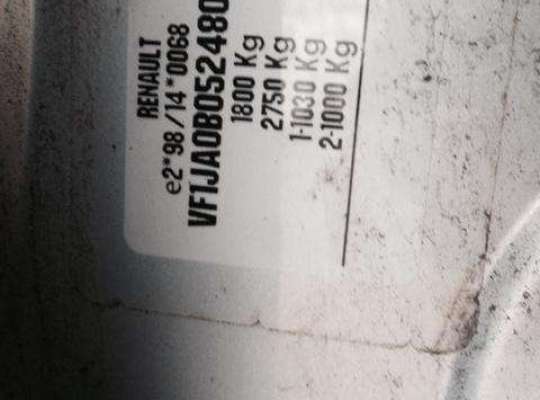 RENAULT
e2*98/14*0068
VF1JA0B052480
1800 Kg
2750 Kg
1-1030 Kg
2-1000 Kg